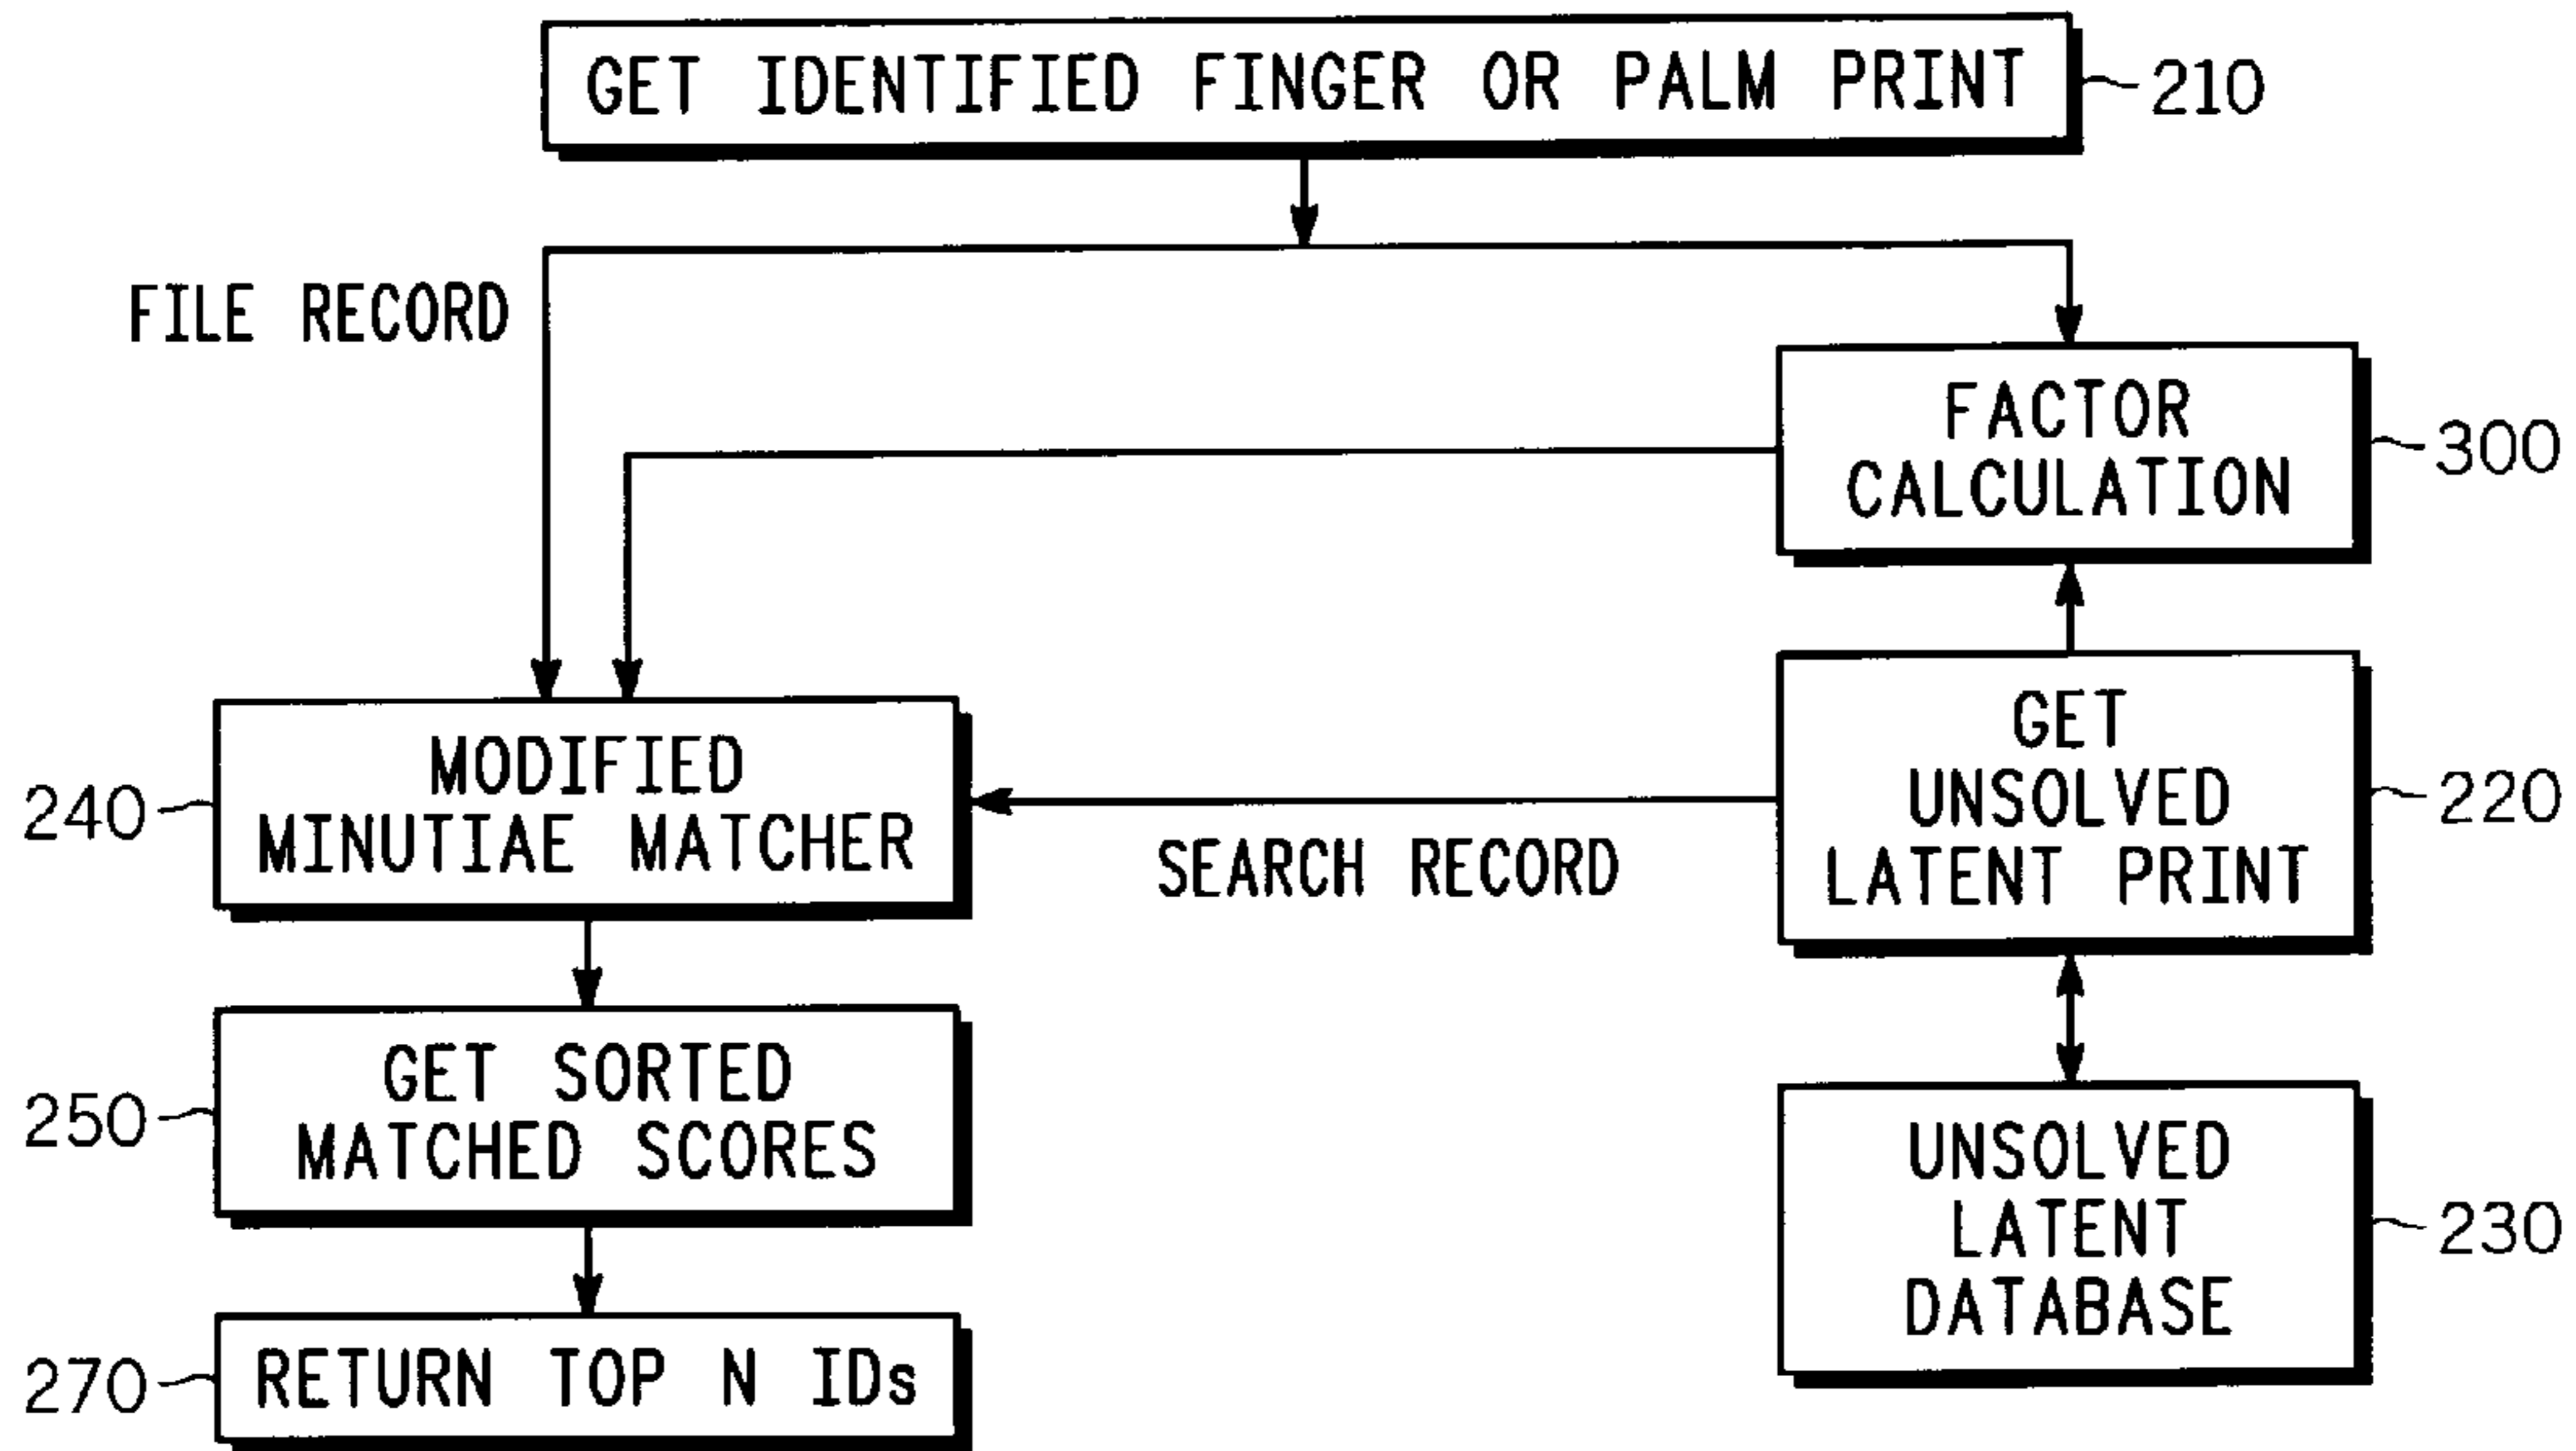 GET IDENTIFIED FINGER OR PALM PRINT
210
FILE RECORD
FACTOR
CALCULATION
300
GET
UNSOLVED
LATENT PRINT
220
MODIFIED
MINUTIAE MATCHER
240
SEARCH RECORD
GET SORTED
MATCHED SCORES
250
UNSOLVED
LATENT
DATABASE
230
RETURN TOP N IDs
270